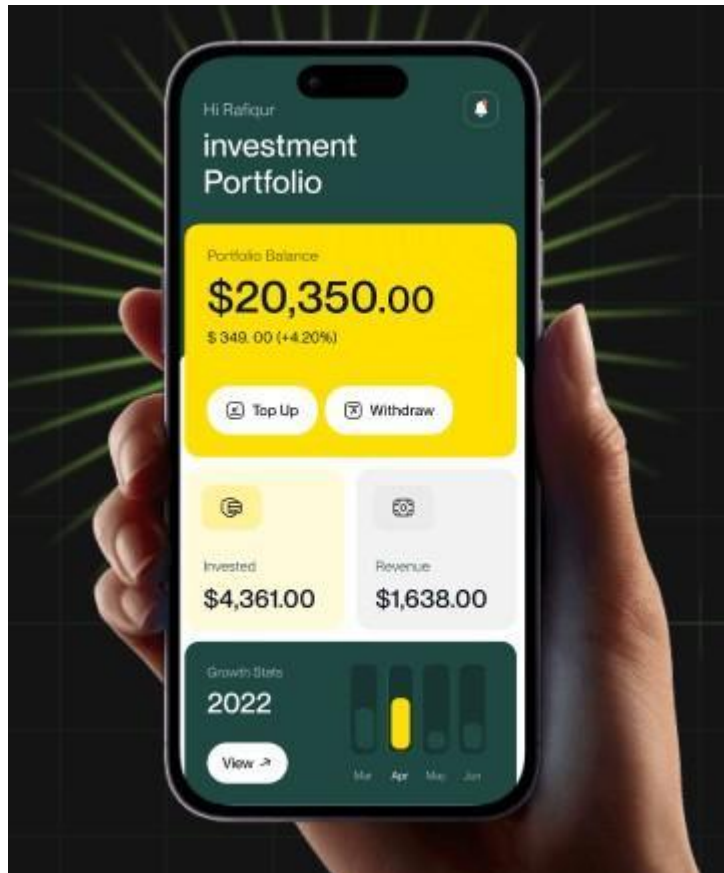 Hi Rafiqur
investment
Portfolio
Portfolio Balance
$20,350.00
$ 349. 00 (+4.20%)
Top Up
Withdraw
Invested
$4,361.00
Revenue
$1,638.00
Growth Stats
2022
View
Mar Apr May Jun